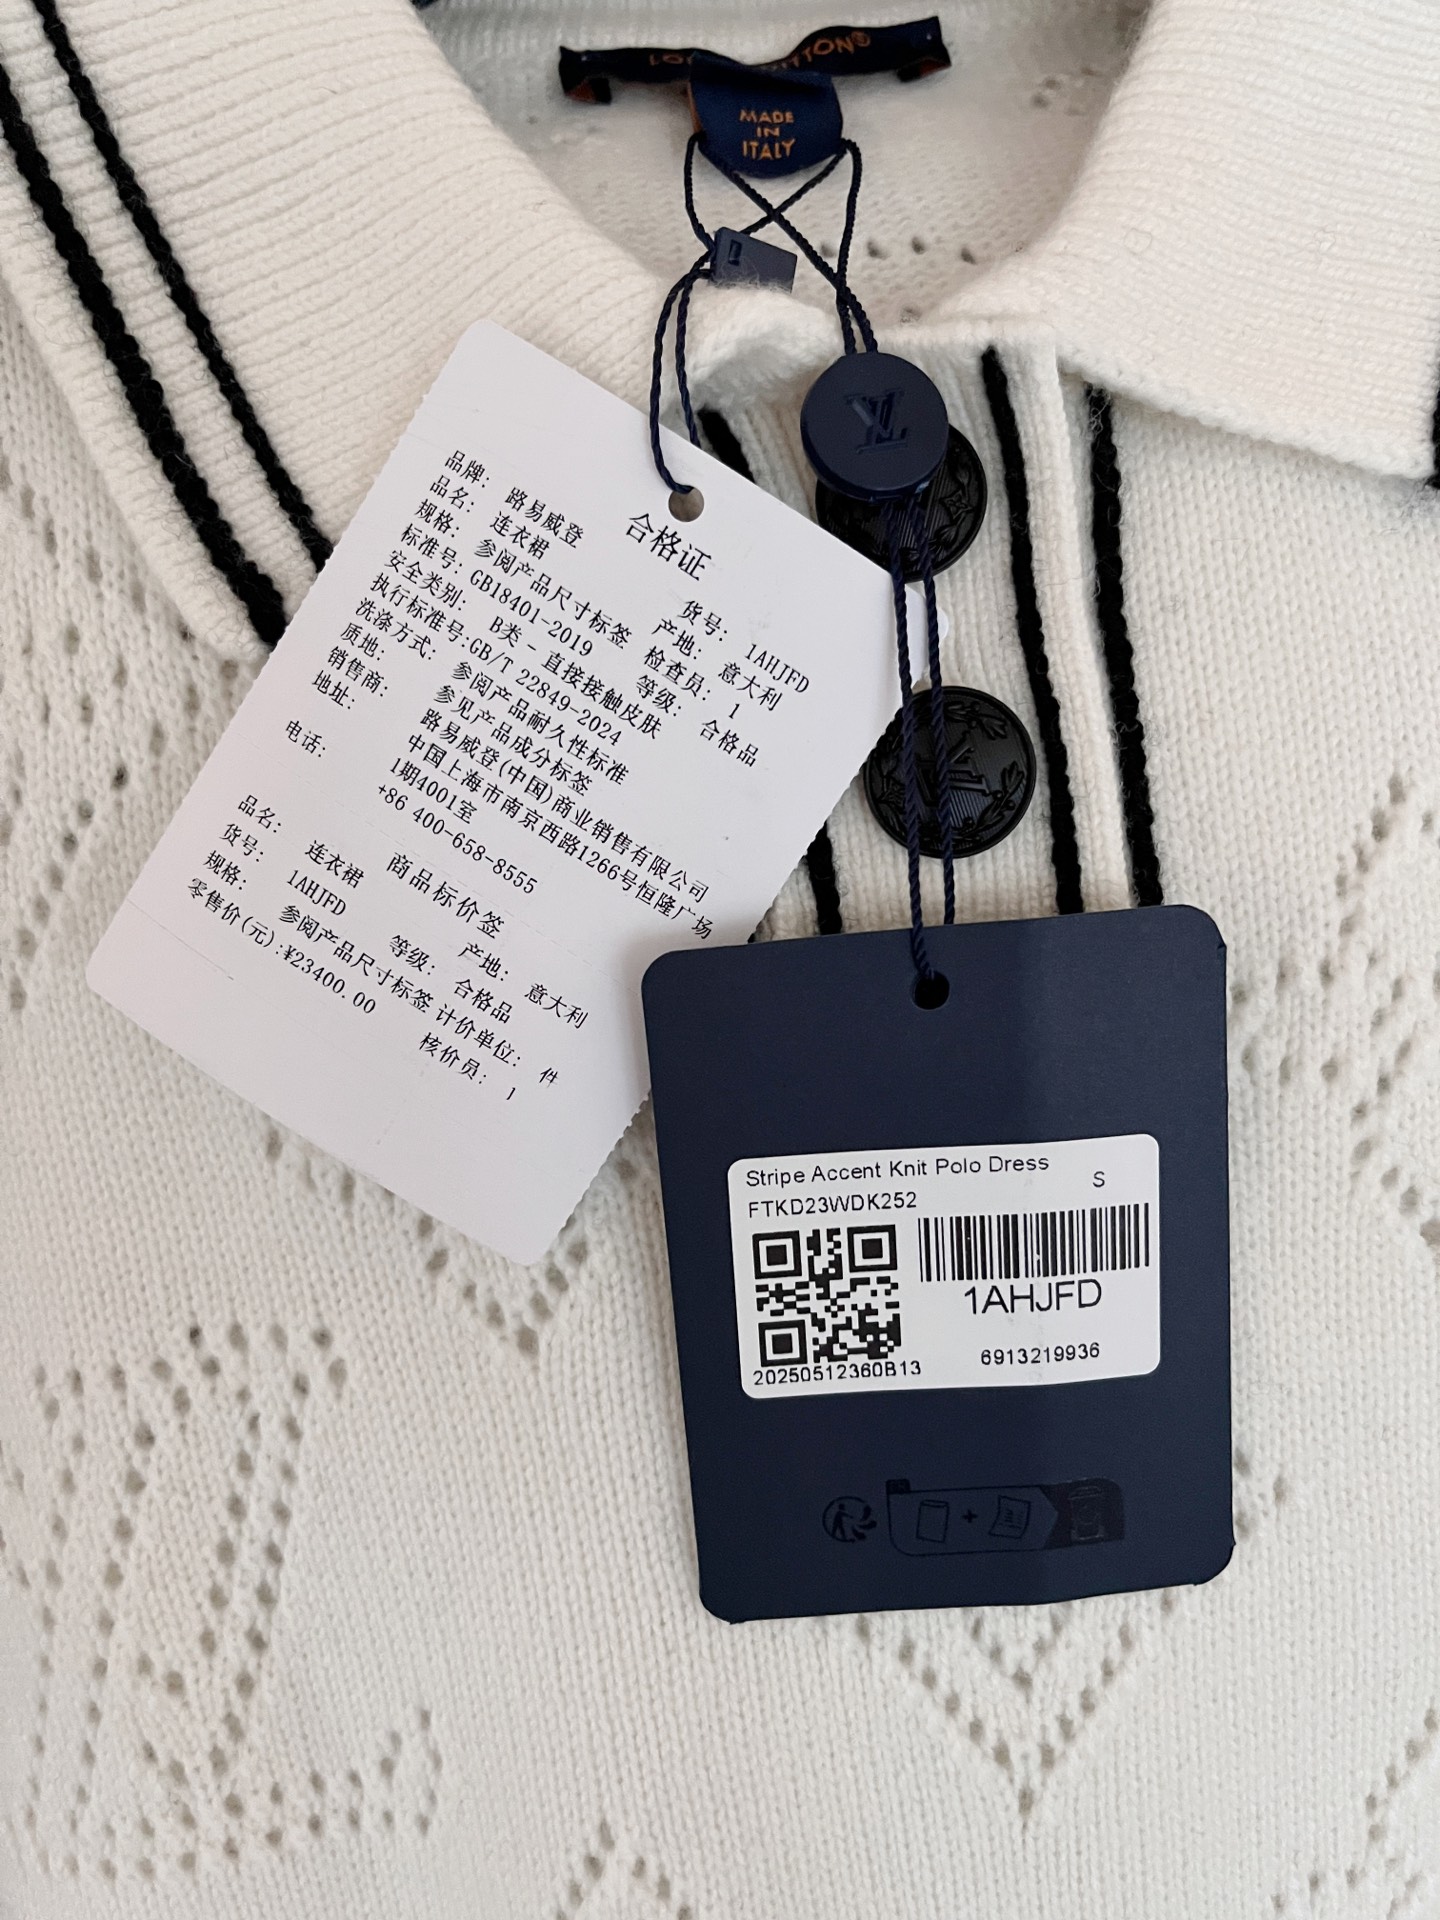 LOUIS VUITTON®
MADE
IN
ITALY
LV
合格证
品牌: 路易威登 货号: 1AHJFD
品名: 连衣裙 产地: 意大利
规格: 参阅产品尺寸标签 检查员: 1
标准号: GB18401-2019 等级: 合格品
安全类别: B类 - 直接接触皮肤
执行标准号:GB/T 22849-2024
洗涤方式: 参阅产品耐久性标准
质地: 参见产品成分标签
销售商: 路易威登(中国)商业销售有限公司
地址: 中国上海市南京西路1266号恒隆广场
1期4001室
电话: +86 400-658-8555
商品标价签
品名: 连衣裙 产地: 意大利
货号: 1AHJFD 等级: 合格品
规格: 参阅产品尺寸标签 计价单位: 件
零售价(元):¥23400.00 核价员: 1
Stripe Accent Knit Polo Dress
S
FTKD23WDK252
1AHJFD
20250512360B13
6913219936